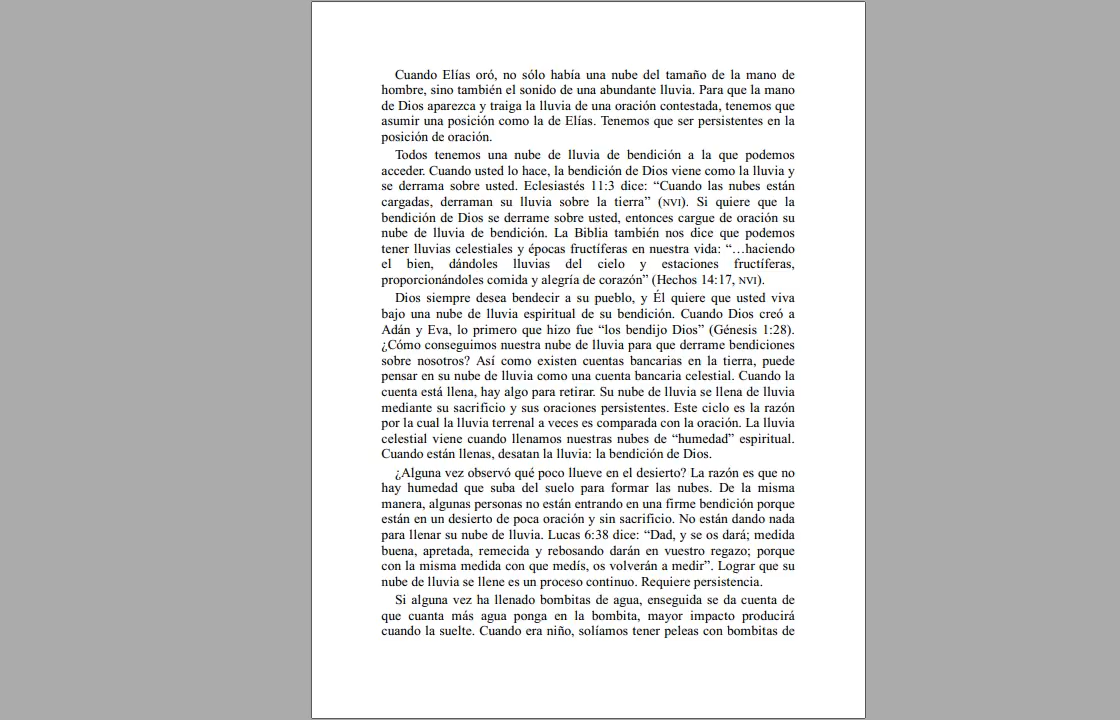 Cuando Elías oró, no sólo había una nube del tamaño de la mano de
hombre, sino también el sonido de una abundante lluvia. Para que la mano
de Dios aparezca y traiga la lluvia de una oración contestada, tenemos que
asumir una posición como la de Elías. Tenemos que ser persistentes en la
posición de oración.
Todos tenemos una nube de lluvia de bendición a la que podemos
acceder. Cuando usted lo hace, la bendición de Dios viene como la lluvia y
se derrama sobre usted. Eclesiastés 11:3 dice: “Cuando las nubes están
cargadas, derraman su lluvia sobre la tierra” (NVI). Si quiere que la
bendición de Dios se derrame sobre usted, entonces cargue de oración su
nube de lluvia de bendición. La Biblia también nos dice que podemos
tener lluvias celestiales y épocas fructíferas en nuestra vida: “…haciendo
el bien, dándoles lluvias del cielo y estaciones fructíferas,
proporcionándoles comida y alegría de corazón” (Hechos 14:17, NVI).
Dios siempre desea bendecir a su pueblo, y Él quiere que usted viva
bajo una nube de lluvia espiritual de su bendición. Cuando Dios creó a
Adán y Eva, lo primero que hizo fue “los bendijo Dios” (Génesis 1:28).
¿Cómo conseguimos nuestra nube de lluvia para que derrame bendiciones
sobre nosotros? Así como existen cuentas bancarias en la tierra, puede
pensar en su nube de lluvia como una cuenta bancaria celestial. Cuando la
cuenta está llena, hay algo para retirar. Su nube de lluvia se llena de lluvia
mediante su sacrificio y sus oraciones persistentes. Este ciclo es la razón
por la cual la lluvia terrenal a veces es comparada con la oración. La lluvia
celestial viene cuando llenamos nuestras nubes de “humedad” espiritual.
Cuando están llenas, desatan la lluvia: la bendición de Dios.
¿Alguna vez observó qué poco llueve en el desierto? La razón es que no
hay humedad que suba del suelo para formar las nubes. De la misma
manera, algunas personas no están entrando en una firme bendición porque
están en un desierto de poca oración y sin sacrificio. No están dando nada
para llenar su nube de lluvia. Lucas 6:38 dice: “Dad, y se os dará; medida
buena, apretada, remecida y rebosando darán en vuestro regazo; porque
con la misma medida con que medís, os volverán a medir”. Lograr que su
nube de lluvia se llene es un proceso continuo. Requiere persistencia.
Si alguna vez ha llenado bombitas de agua, enseguida se da cuenta de
que cuanta más agua ponga en la bombita, mayor impacto producirá
cuando la suelte. Cuando era niño, solíamos tener peleas con bombitas de